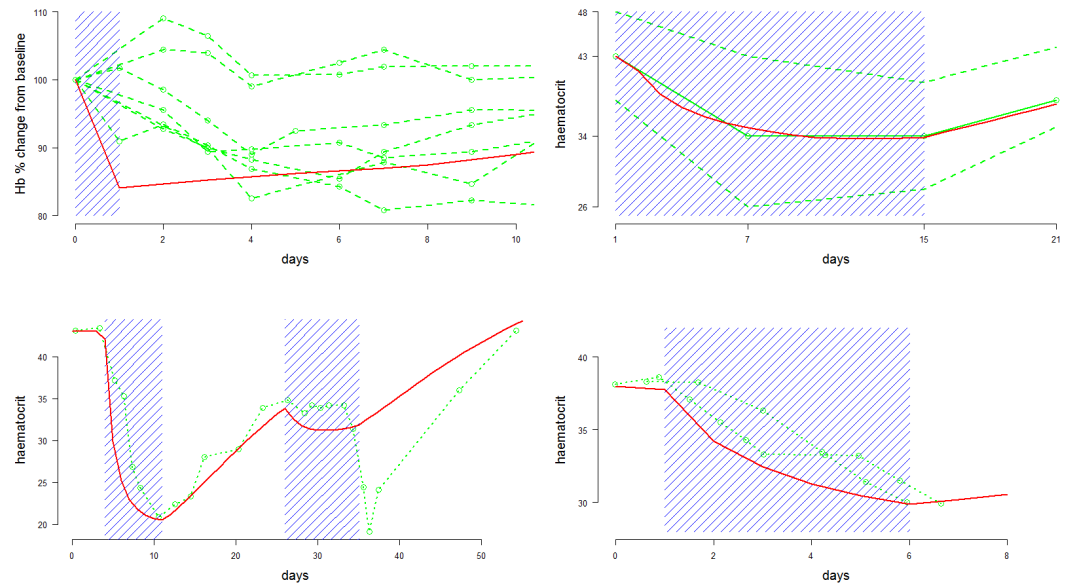 Hb % change from baseline
110
100
90
80
0 2 4 6 8 10
days
haematocrit
48
43
34
26
1 7 15 21
days
haematocrit
40
35
30
25
20
0 10 20 30 40 50
days
haematocrit
40
35
30
0 2 4 6 8
days